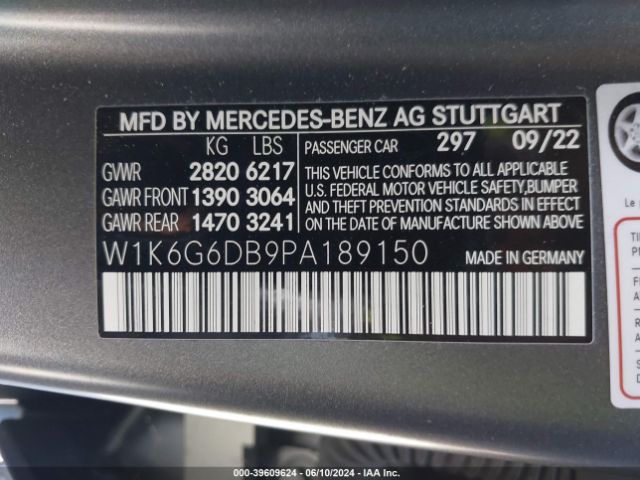 MFD BY MERCEDES-BENZ AG STUTTGART
KG LBS
GVWR 2820 6217
GAWR FRONT 1390 3064
GAWR REAR 1470 3241
PASSENGER CAR 297 09/22
THIS VEHICLE CONFORMS TO ALL APPLICABLE
U.S. FEDERAL MOTOR VEHICLE SAFETY, BUMPER
AND THEFT PREVENTION STANDARDS IN EFFECT
ON THE DATE OF MANUFACTURE SHOWN ABOVE
W1K6G6DB9PA189150 MADE IN GERMANY
Le
000-39609624 - 06/10/2024 - IAA Inc.